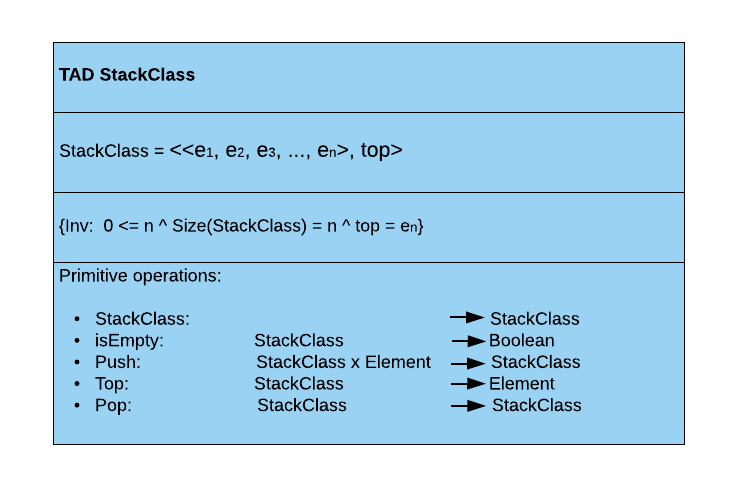 TAD StackClass
StackClass = <<e1, e2, e3, ..., en>, top>
{Inv:  0 <= n ^ Size(StackClass) = n ^ top = en}
Primitive operations:
• StackClass: → StackClass
• isEmpty: StackClass → Boolean
• Push: StackClass x Element → StackClass
• Top: StackClass → Element
• Pop: StackClass → StackClass